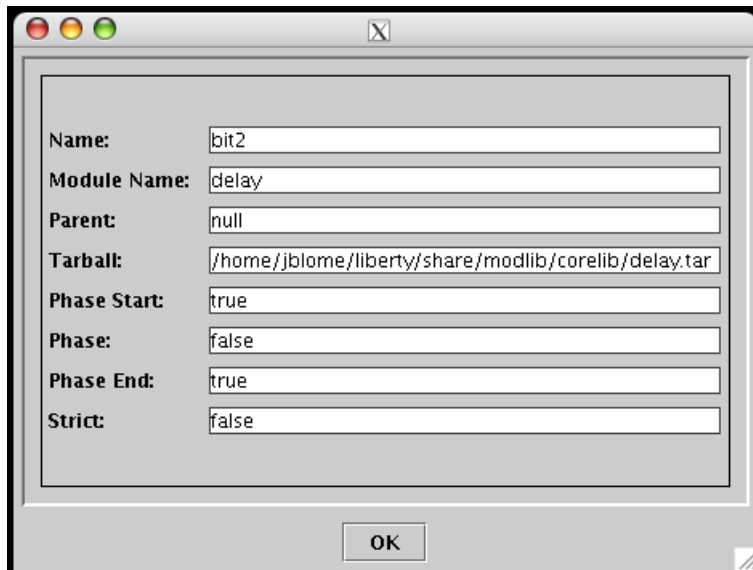 X
Name: bit2
Module Name: delay
Parent: null
Tarball: /home/jblome/liberty/share/modlib/corelib/delay.tar
Phase Start: true
Phase: false
Phase End: true
Strict: false
OK